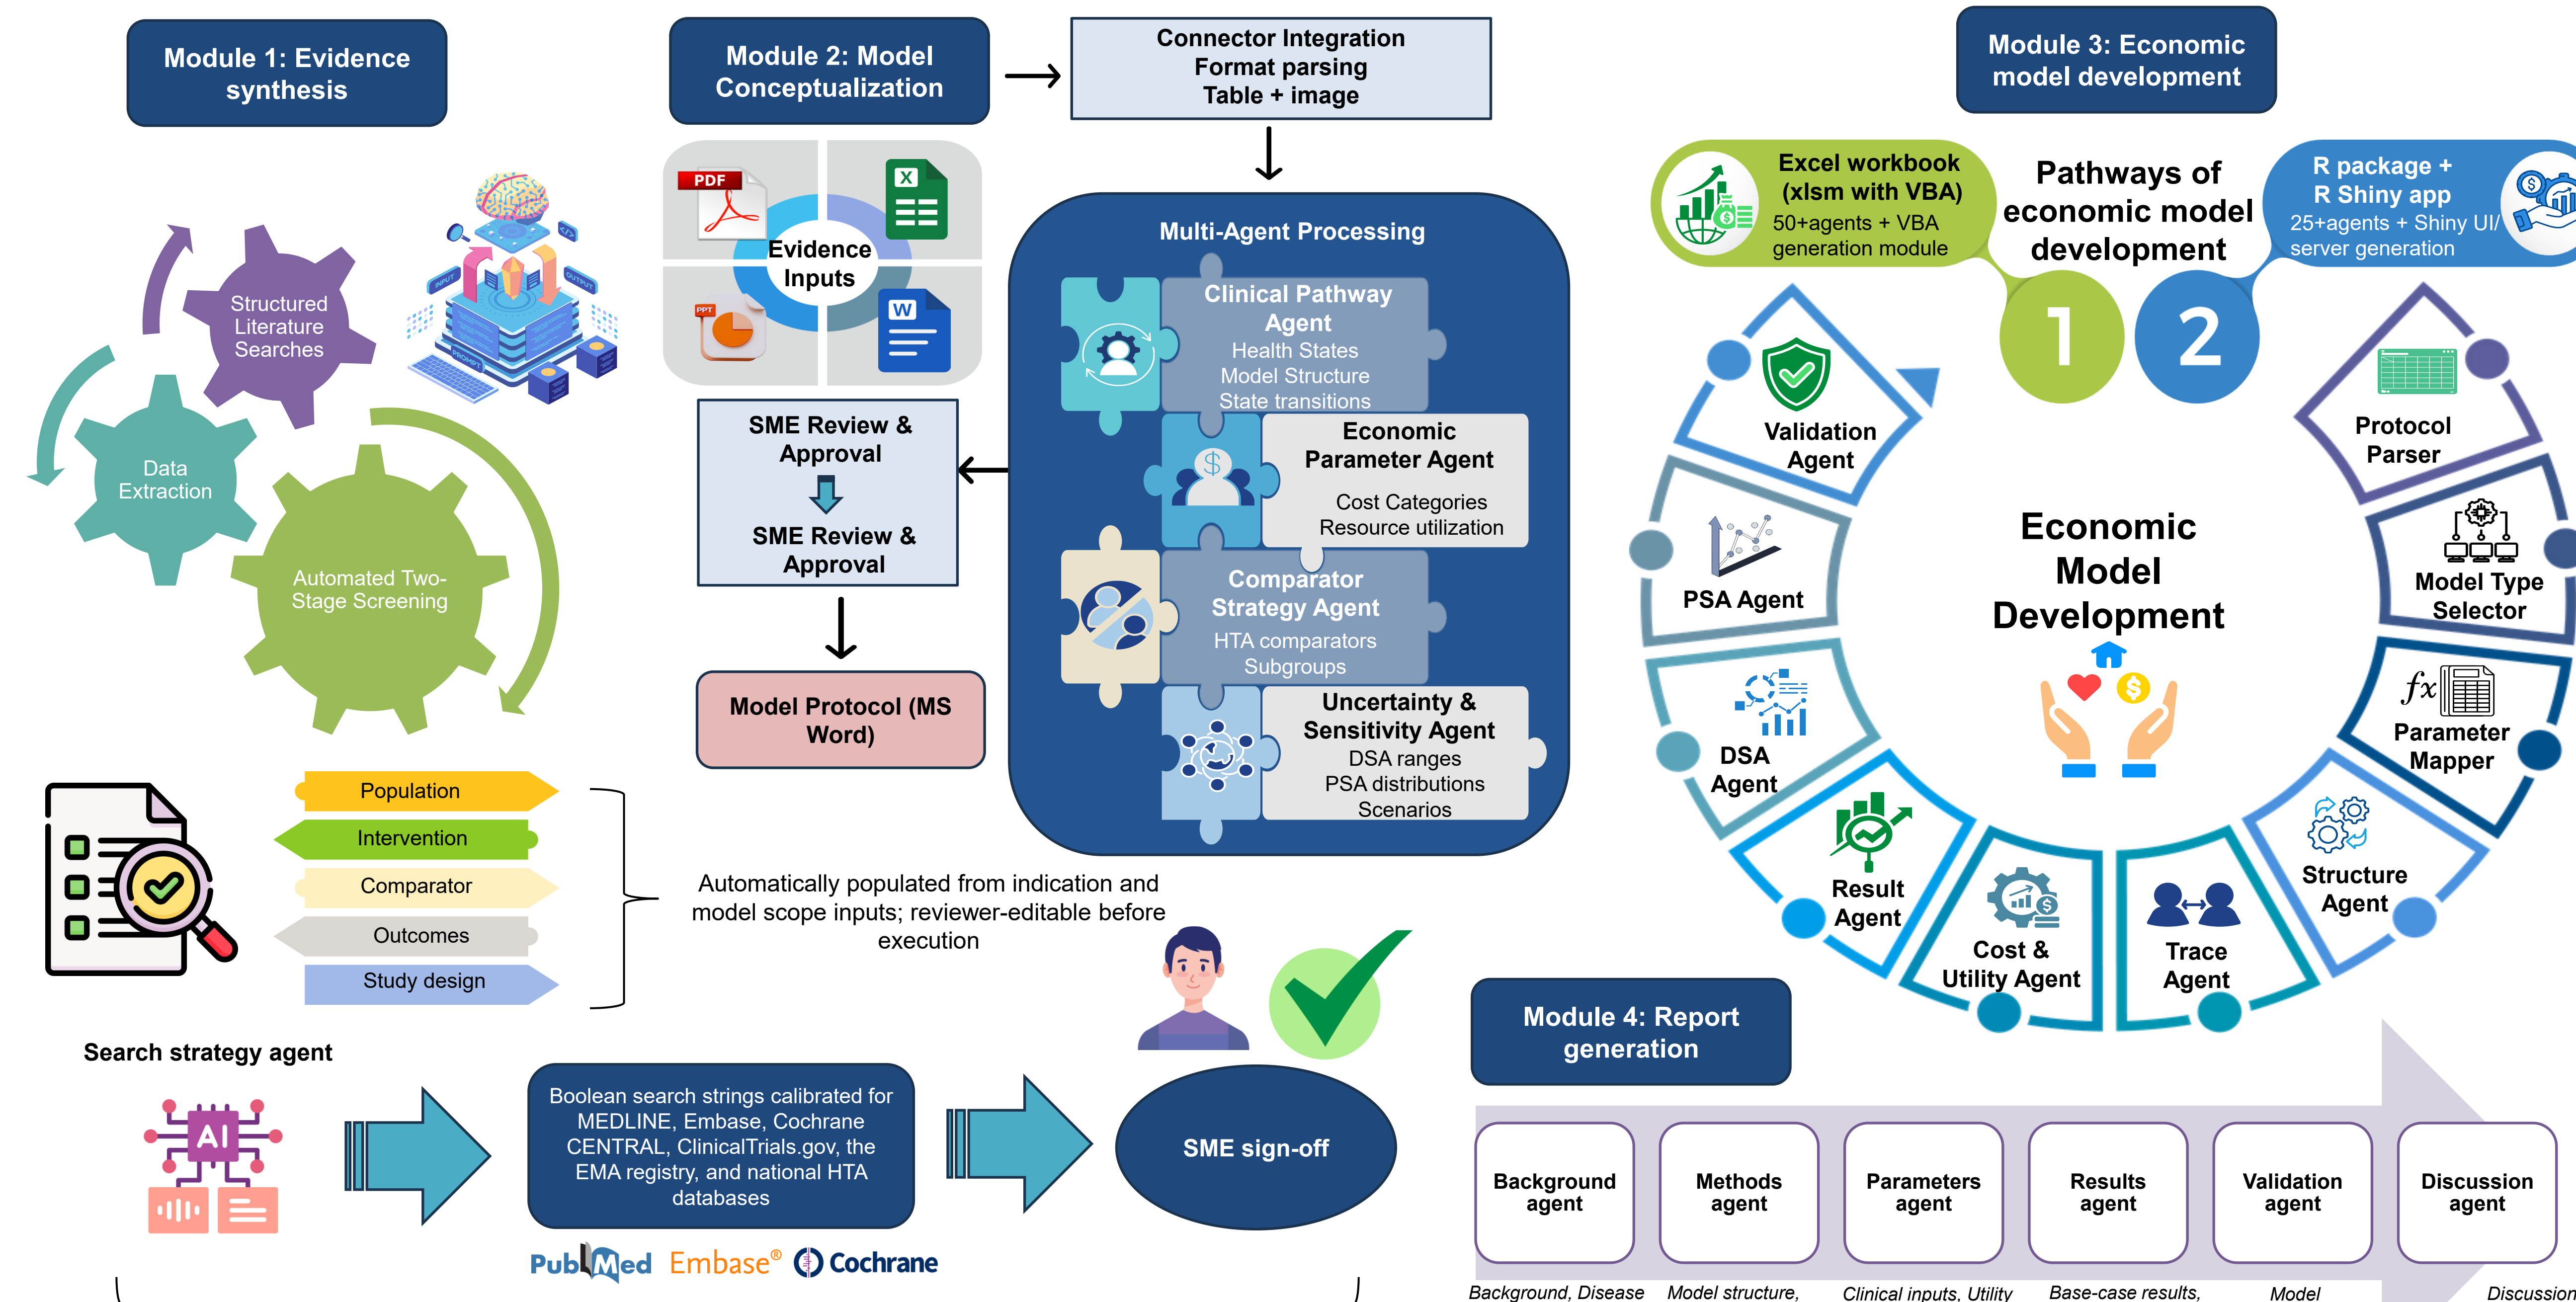 Module 1: Evidence
synthesis
Structured
Literature
Searches
Data
Extraction
Automated Two-
Stage Screening
INPUT
OUTPUT
PROMPT
</>
Population
Intervention
Comparator
Outcomes
Study design
Automatically populated from indication and
model scope inputs; reviewer-editable before
execution
Search strategy agent
AI
Boolean search strings calibrated for
MEDLINE, Embase, Cochrane
CENTRAL, ClinicalTrials.gov, the
EMA registry, and national HTA
databases
PubMed
Embase®
Cochrane
SME sign-off
Module 2: Model
Conceptualization
Connector Integration
Format parsing
Table + image
PDF
X
Evidence
Inputs
PPT
W
SME Review &
Approval
SME Review &
Approval
Model Protocol (MS
Word)
Multi-Agent Processing
Clinical Pathway
Agent
Health States
Model Structure
State transitions
Economic
Parameter Agent
Cost Categories
Resource utilization
Comparator
Strategy Agent
HTA comparators
Subgroups
Uncertainty &
Sensitivity Agent
DSA ranges
PSA distributions
Scenarios
Module 3: Economic
model development
Excel workbook
(xlsm with VBA)
50+agents + VBA
generation module
Pathways of
economic model
development
R package +
R Shiny app
25+agents + Shiny UI/
server generation
1
2
Protocol
Parser
Model Type
Selector
fx
Parameter
Mapper
Structure
Agent
Trace
Agent
Cost &
Utility Agent
Result
Agent
DSA
Agent
PSA Agent
Validation
Agent
Economic
Model
Development
Module 4: Report
generation
Background
agent
Methods
agent
Parameters
agent
Results
agent
Validation
agent
Discussion
agent
Background, Disease
Model structure,
Clinical inputs, Utility
Base-case results,
Model
Discussion